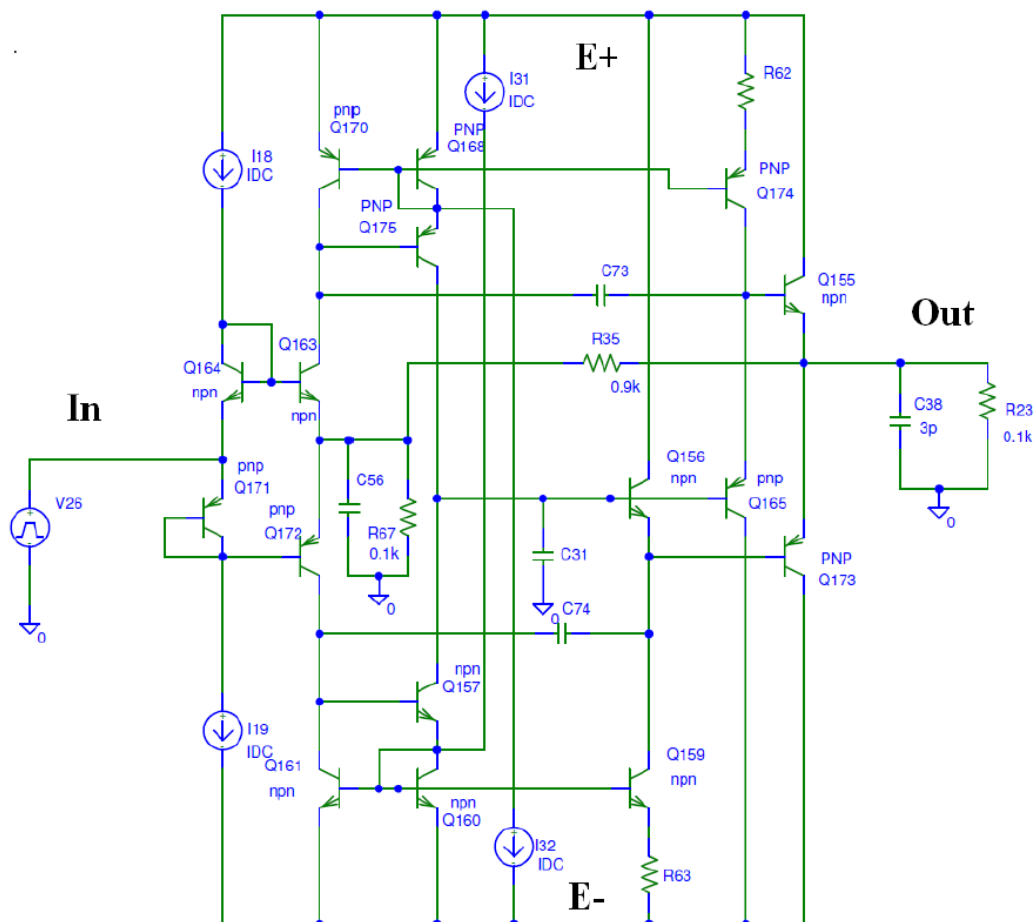 E+
I31
IDC
R62
pnp
Q170
PNP
Q168
I18
IDC
PNP
Q174
PNP
Q175
C73
Q155
npn
Out
Q163
R35
Q164
npn
0.9k
npn
C38
3p
R23
0.1k
In
pnp
Q171
C56
Q156
npn
pnp
Q165
V26
pnp
Q172
R67
0.1k
C31
PNP
Q173
0
0
0
0
C74
npn
Q157
I19
IDC
Q161
npn
Q159
npn
npn
Q160
I32
IDC
R63
E-